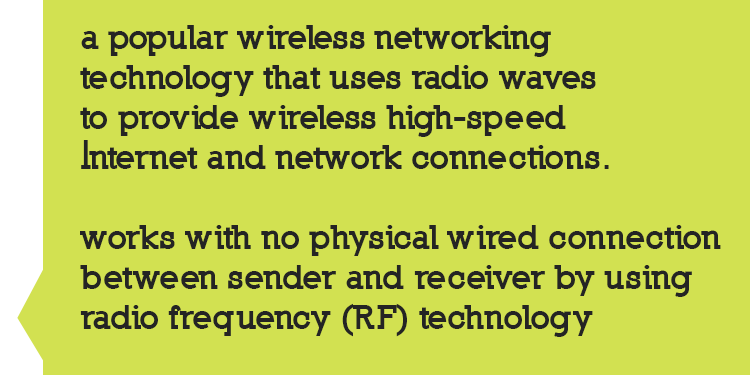 a popular wireless networking
technology that uses radio waves
to provide wireless high-speed
Internet and network connections.
works with no physical wired connection
between sender and receiver by using
radio frequency (RF) technology